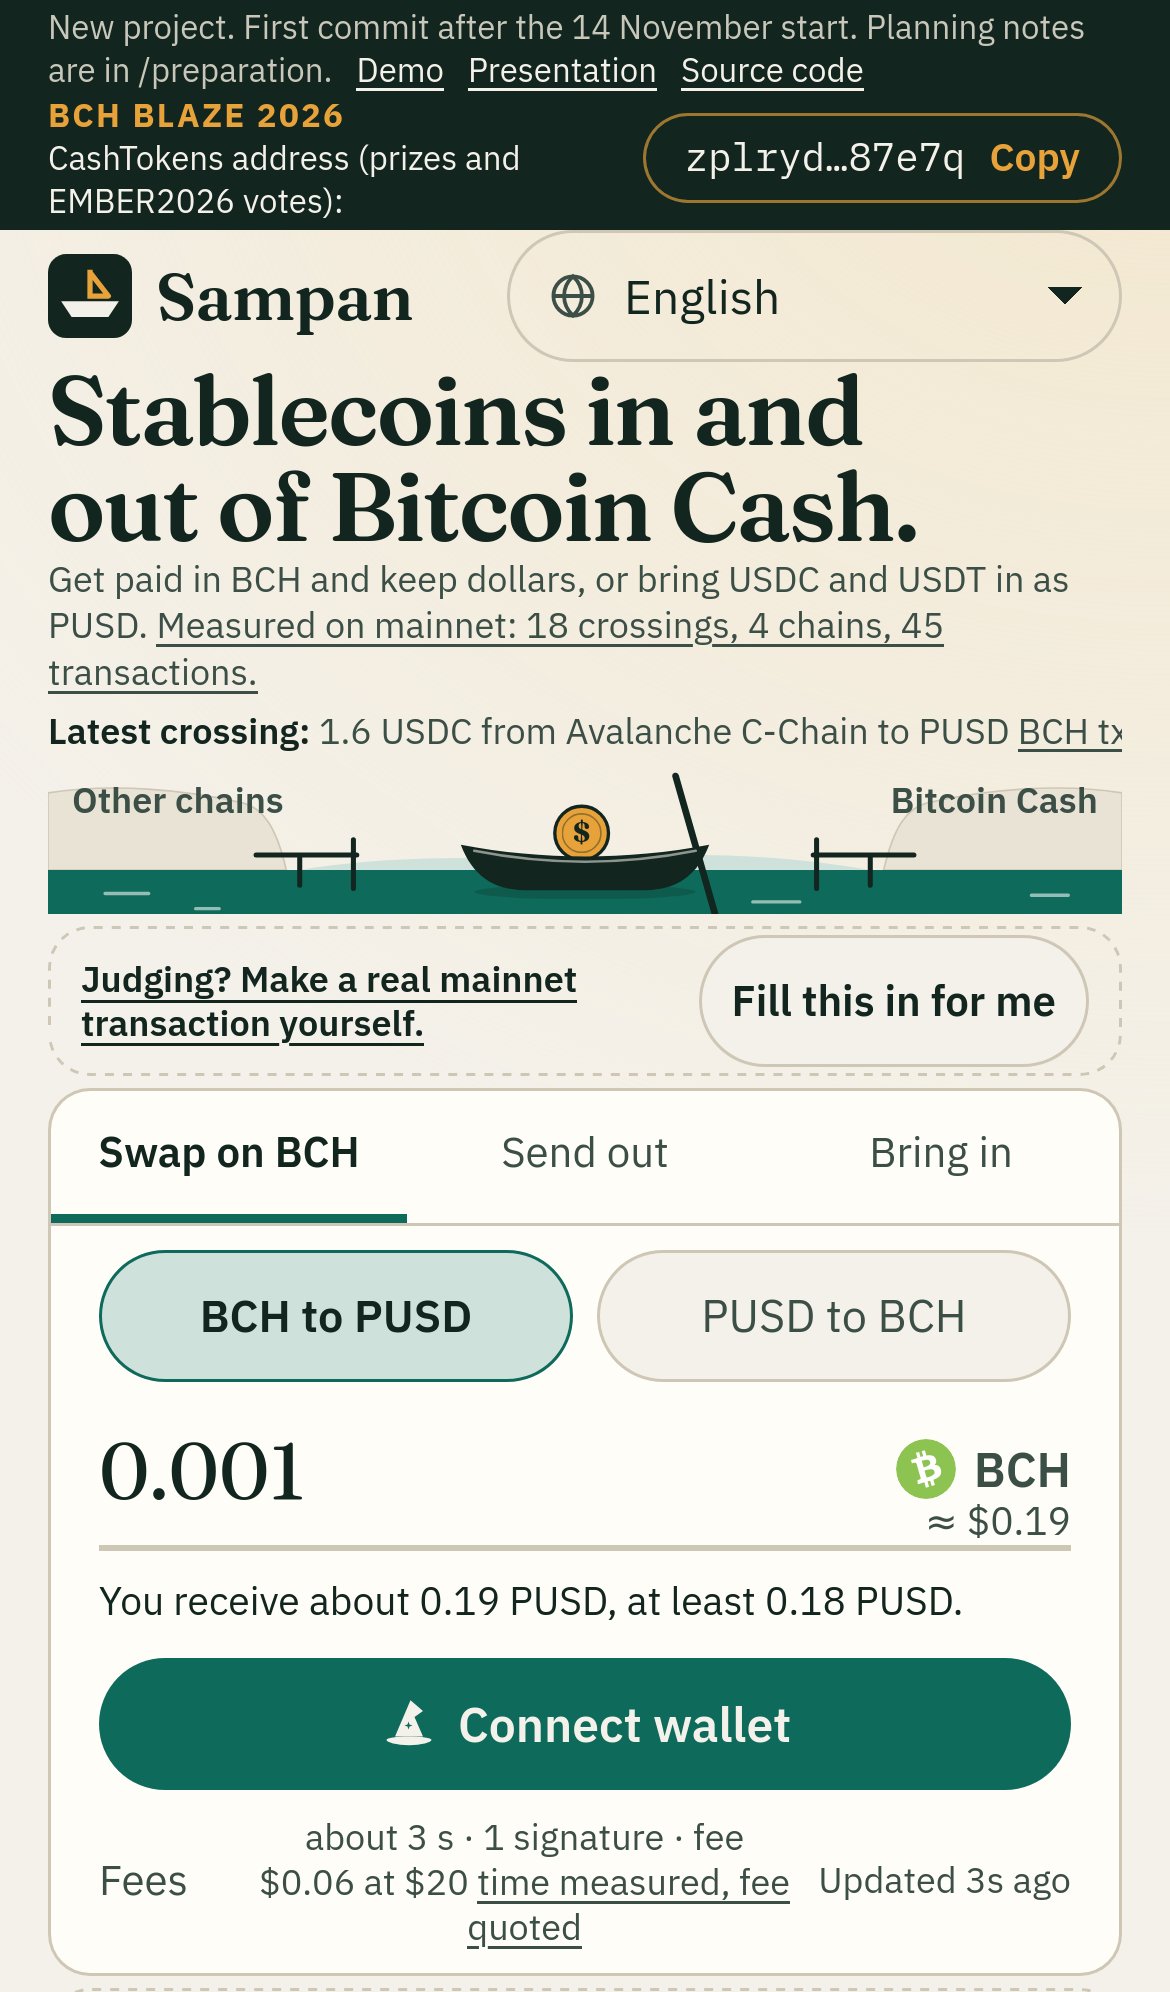 New project. First commit after the 14 November start. Planning notes
are in /preparation. Demo Presentation Source code
BCH BLAZE 2026
CashTokens address (prizes and
EMBER2026 votes):
zplryd…87e7q Copy
Sampan
English
Stablecoins in and
out of Bitcoin Cash.
Get paid in BCH and keep dollars, or bring USDC and USDT in as
PUSD. Measured on mainnet: 18 crossings, 4 chains, 45
transactions.
Latest crossing: 1.6 USDC from Avalanche C-Chain to PUSD BCH tx
Other chains
$
Bitcoin Cash
Judging? Make a real mainnet
transaction yourself.
Fill this in for me
Swap on BCH Send out Bring in
BCH to PUSD PUSD to BCH
0.001
BCH
≈ $0.19
You receive about 0.19 PUSD, at least 0.18 PUSD.
Connect wallet
Fees
about 3 s · 1 signature · fee
$0.06 at $20 time measured, fee
quoted
Updated 3s ago